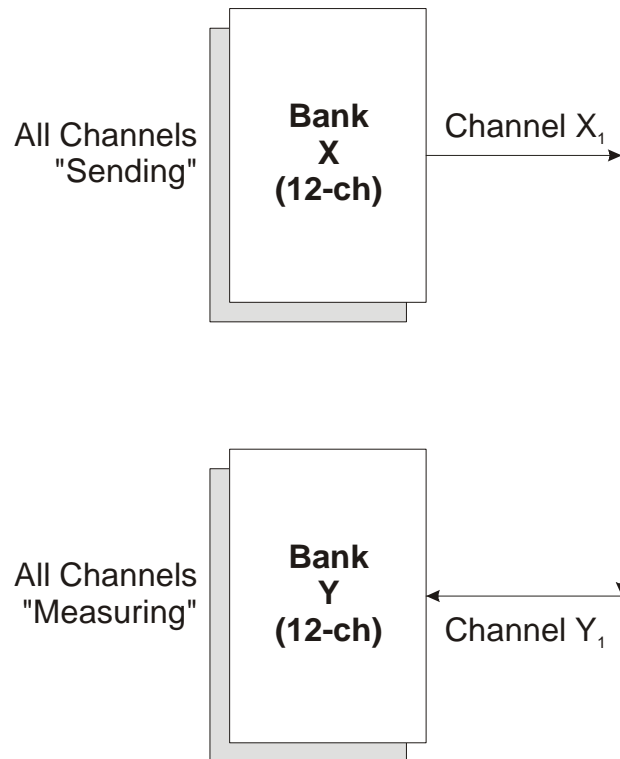 All Channels
"Sending"
Bank
X
(12-ch)
Channel X₁
All Channels
"Measuring"
Bank
Y
(12-ch)
Channel Y₁